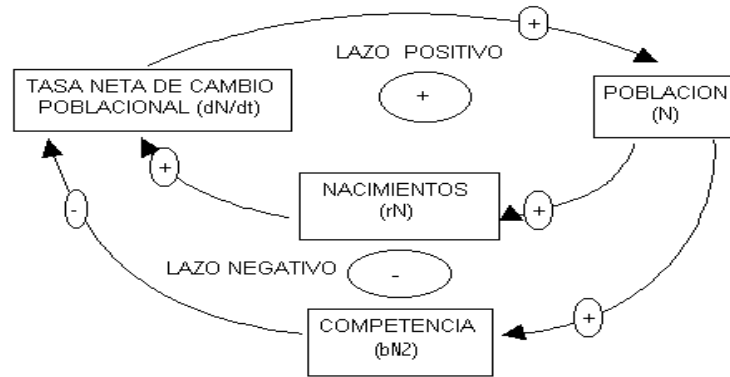 +
LAZO POSITIVO
TASA NETA DE CAMBIO
POBLACIONAL (dN/dt)
+
POBLACION
(N)
+
NACIMIENTOS
(rN)
+
-
LAZO NEGATIVO
-
COMPETENCIA
(bN2)
+